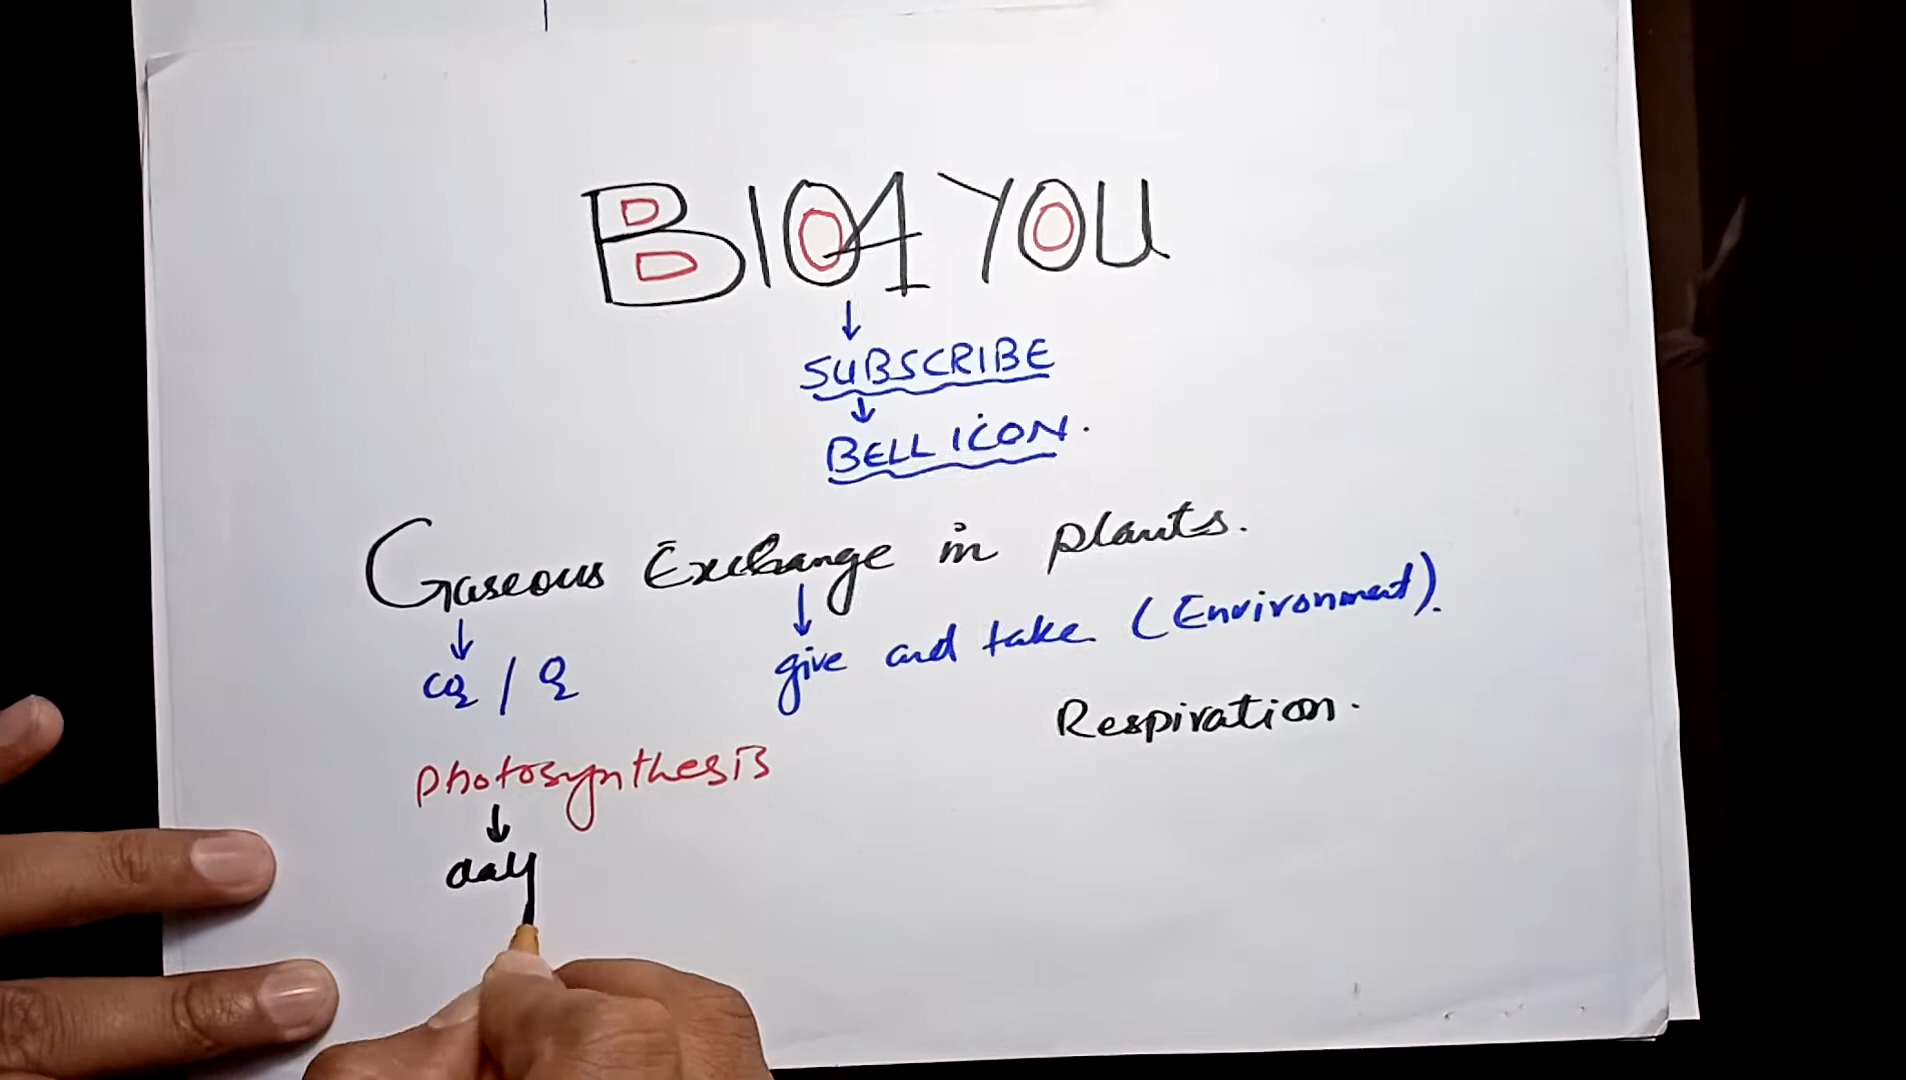 BIO4YOU
↓
SUBSCRIBE
↓
BELL ICON.
Gaseous Exchange in plants.
↓ ↓
CO2 / O2 give and take (Environment).
Photosynthesis Respiration.
↓
day